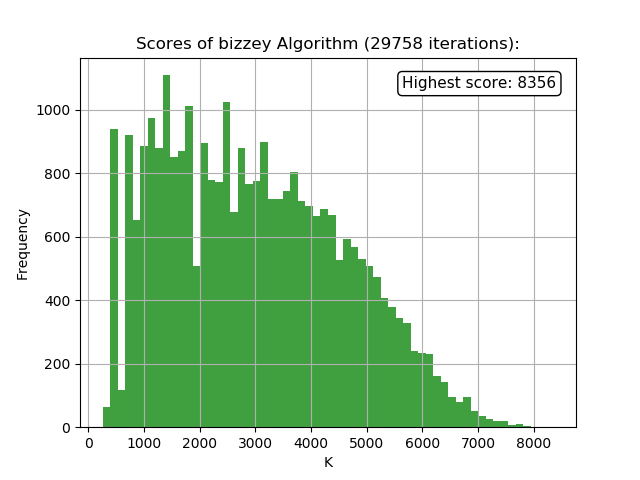 Scores of bizzey Algorithm (29758 iterations):
Highest score: 8356
1000
800
600
400
200
0
Frequency
0 1000 2000 3000 4000 5000 6000 7000 8000
K